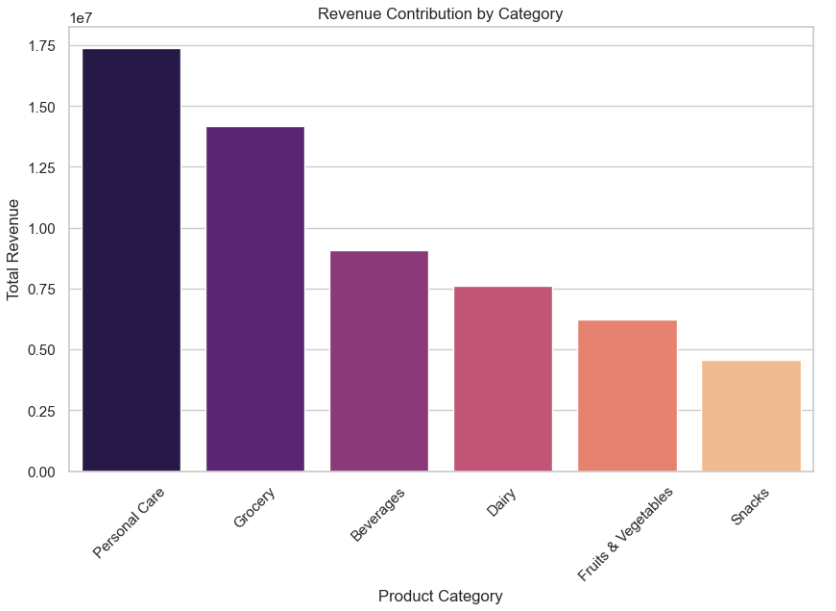 Revenue Contribution by Category
1e7
1.75
1.50
1.25
1.00
0.75
0.50
0.25
0.00
Total Revenue
Personal Care
Grocery
Beverages
Dairy
Fruits & Vegetables
Snacks
Product Category